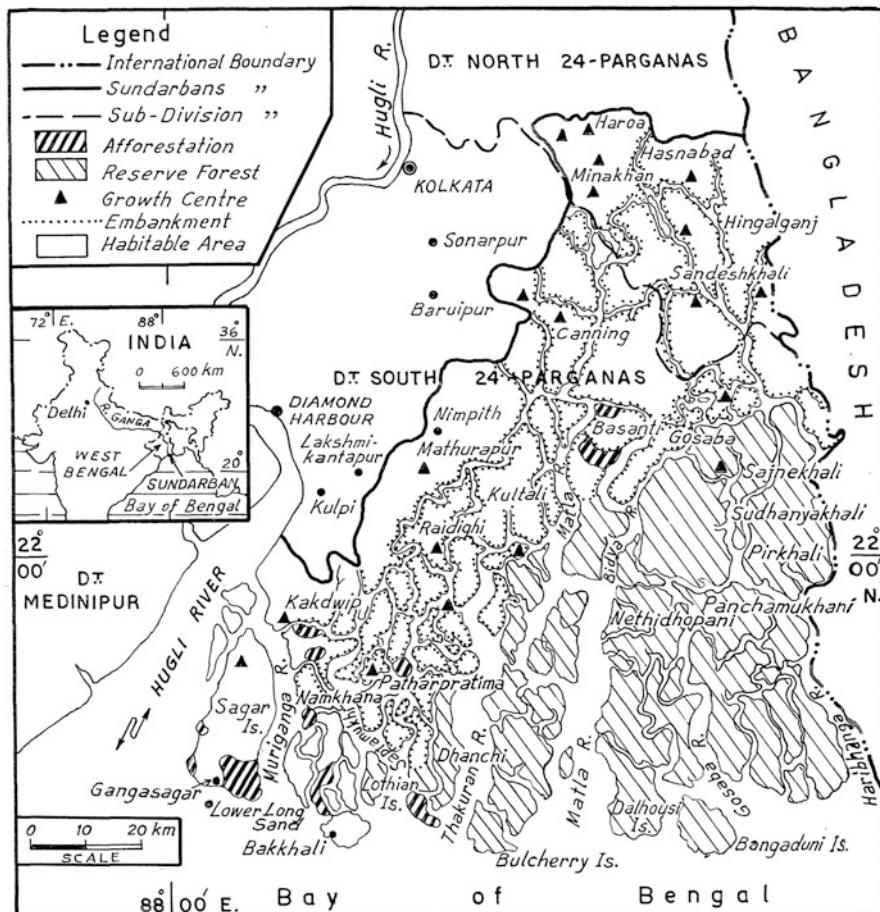 Legend
International Boundary
Sundarbans "
Sub-Division "
Afforestation
Reserve Forest
Growth Centre
Embankment
Habitable Area
Hugli R.
DT. NORTH 24-PARGANAS
BANGLADESH
Haroa
Hasnabad
Minakhan
KOLKATA
Hingalganj
Sonarpur
Sandeshkhali
Baruipur
Canning
72° E.
88°
36°
N.
INDIA
0 600 km
Delhi
R. GANGA
WEST
BENGAL
20°
SUNDARBAN
Bay of Bengal
DT. SOUTH 24-PARGANAS
DIAMOND
HARBOUR
Nimpith
Lakshmi-
kantapur
Mathurapur
Basanti
Gosaba
Kulpi
Kultali
Matla R.
Sajnekhali
Sudhanyakhali
Raidighi
Bidya R.
Pirkhali
22°
00'
22°
00'
N.
DT.
MEDINIPUR
HUGLI RIVER
Kakdwip
Panchamukhani
Nethidhopani
Sagar
Is.
Muriganga R.
Namkhana
Patharpratima
Saptamukhi
Dhanchi
Thakuran R.
Matla R.
Gosaba R.
Haribhanga R.
Gangasagar
Lothian
Is.
Lower Long
Sand
Bakkhali
Dalhousi
Is.
Bangaduni Is.
Bulcherry Is.
0 10 20 km
SCALE
88° 00' E.
Bay of Bengal